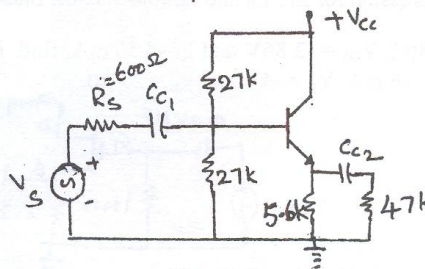 +Vcc
=600Ω
Rs
Cc1
27k
Cc2
Vs
S
+
-
27k
5.6k
47k